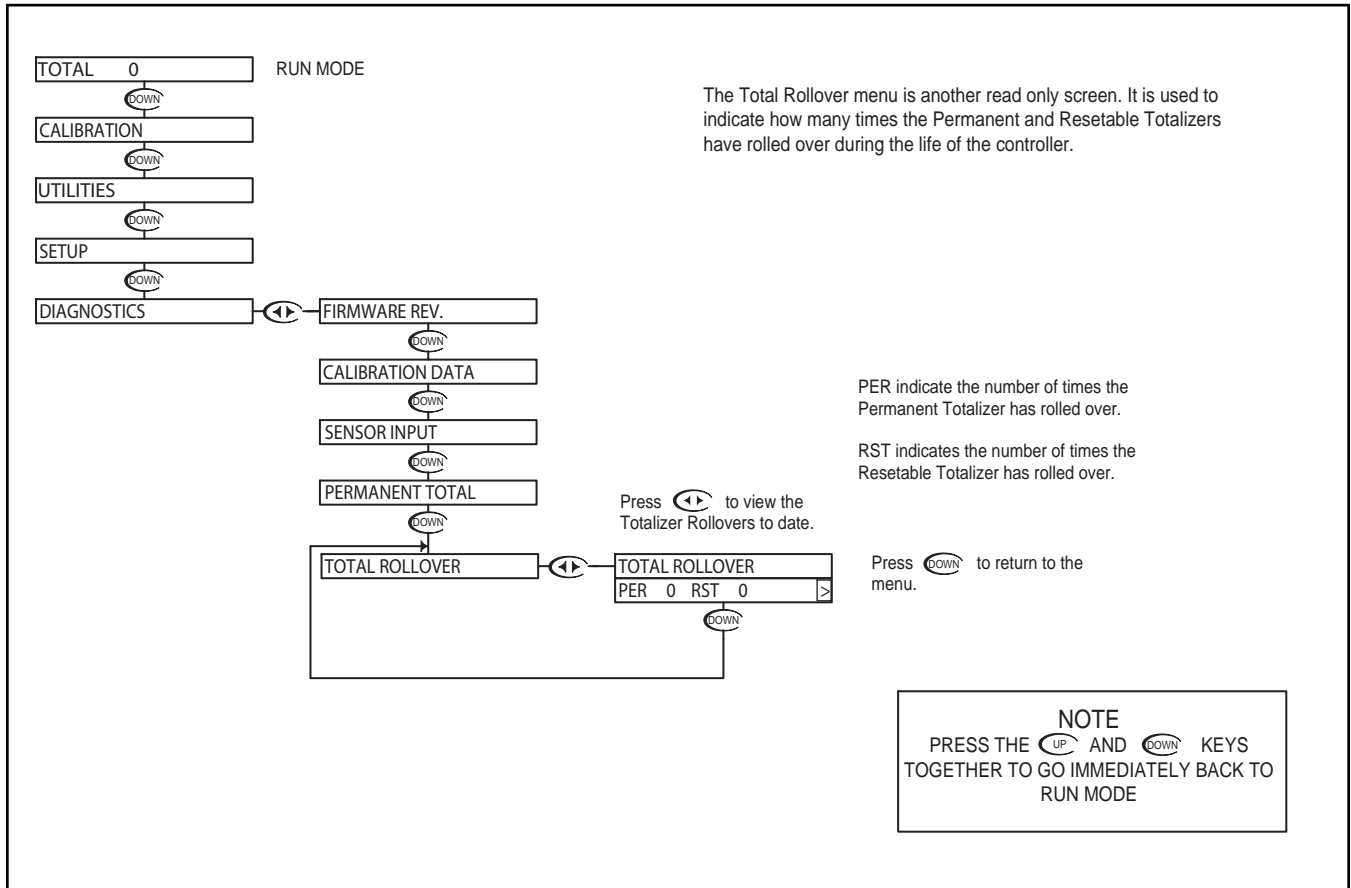 TOTAL 0
RUN MODE
DOWN
CALIBRATION
DOWN
UTILITIES
DOWN
SETUP
DOWN
DIAGNOSTICS
FIRMWARE REV.
DOWN
CALIBRATION DATA
DOWN
SENSOR INPUT
DOWN
PERMANENT TOTAL
DOWN
TOTAL ROLLOVER
The Total Rollover menu is another read only screen. It is used to
indicate how many times the Permanent and Resetable Totalizers
have rolled over during the life of the controller.
PER indicate the number of times the
Permanent Totalizer has rolled over.
RST indicates the number of times the
Resetable Totalizer has rolled over.
Press to view the
Totalizer Rollovers to date.
TOTAL ROLLOVER
PER 0 RST 0 >
DOWN
Press DOWN to return to the
menu.
NOTE
PRESS THE UP AND DOWN KEYS
TOGETHER TO GO IMMEDIATELY BACK TO
RUN MODE